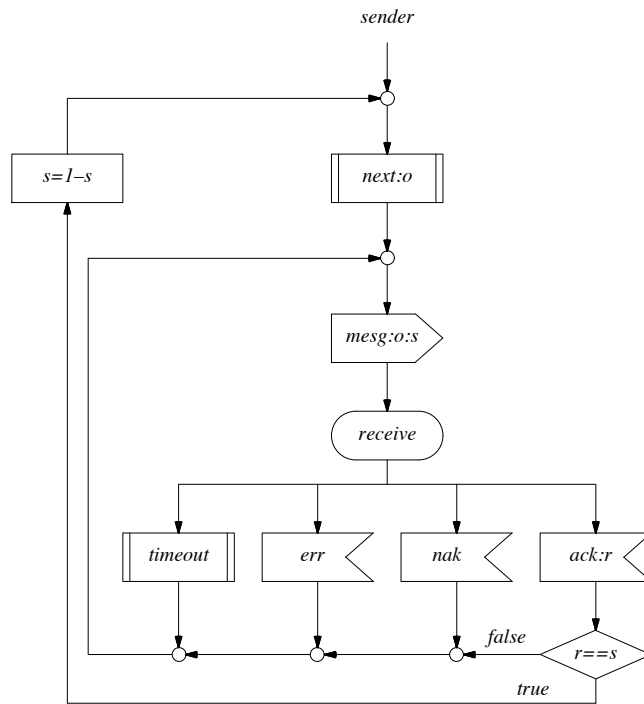 sender
s=1–s
next:o
mesg:o:s
receive
timeout
err
nak
ack:r
false
r==s
true